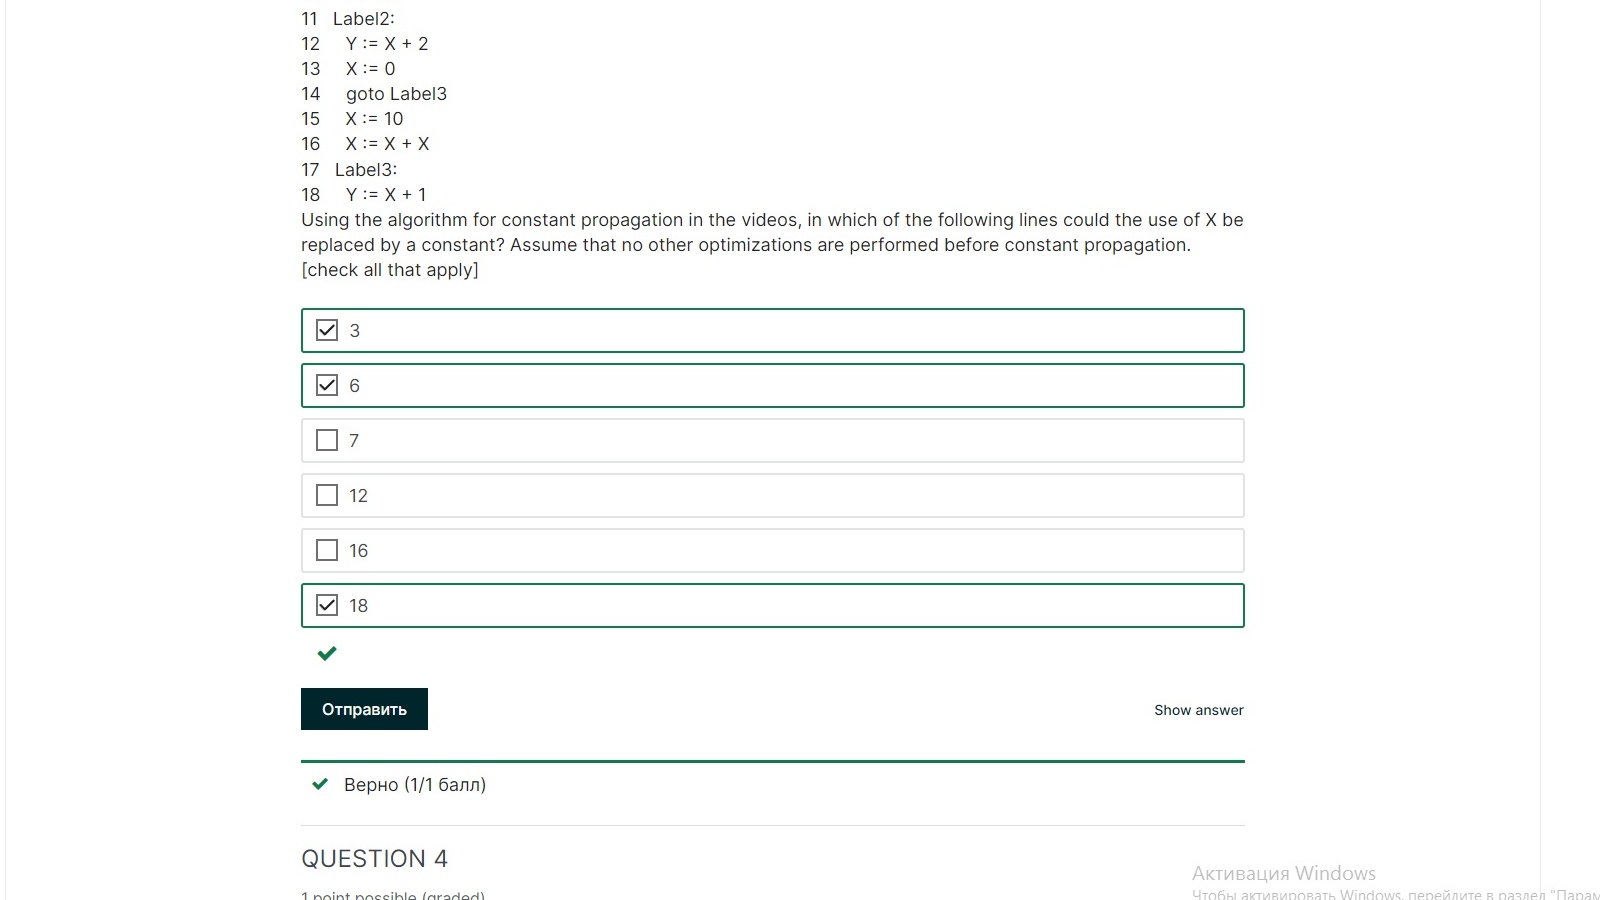 11 Label2:
12 Y := X + 2
13 X := 0
14 goto Label3
15 X := 10
16 X := X + X
17 Label3:
18 Y := X + 1
Using the algorithm for constant propagation in the videos, in which of the following lines could the use of X be
replaced by a constant? Assume that no other optimizations are performed before constant propagation.
[check all that apply]
3
6
7
12
16
18
Отправить
Show answer
Верно (1/1 балл)
QUESTION 4
1 point possible (graded)
Активация Windows
Чтобы активировать Windows, перейдите в раздел "Парам